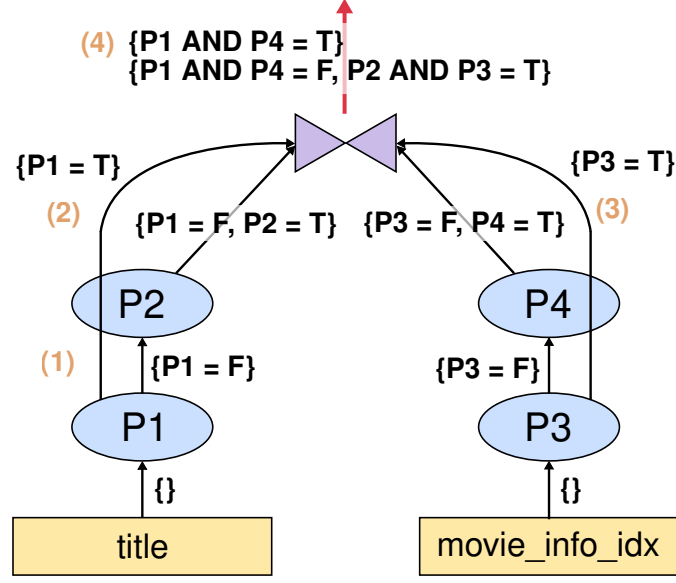 (4) {P1 AND P4 = T}
{P1 AND P4 = F, P2 AND P3 = T}
{P1 = T}
{P3 = T}
(2)
(3)
{P1 = F, P2 = T}
{P3 = F, P4 = T}
P2
P4
(1)
{P1 = F}
{P3 = F}
P1
P3
{}
{}
title
movie_info_idx